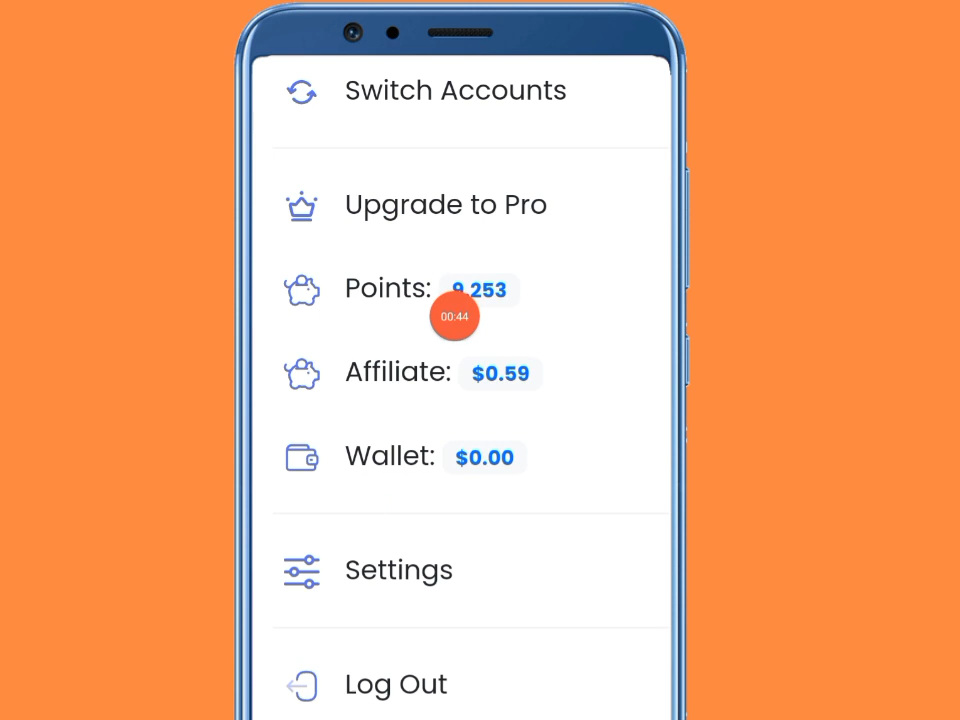 Switch Accounts
Upgrade to Pro
Points: 9,253
00:44
Affiliate: $0.59
Wallet: $0.00
Settings
Log Out